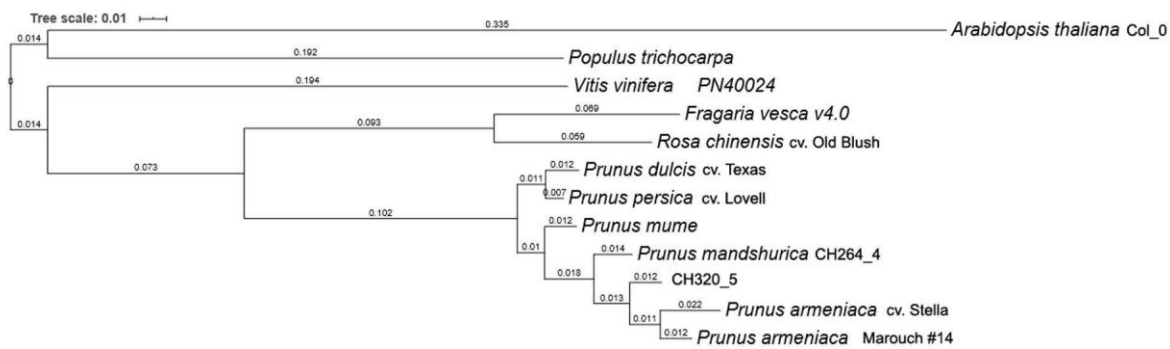 Tree scale: 0.01
0.335
Arabidopsis thaliana Col_0
0.014
0.192
Populus trichocarpa
0
0.194
Vitis vinifera PN40024
0.014
0.069
Fragaria vesca v4.0
0.093
0.059
Rosa chinensis cv. Old Blush
0.073
0.012
Prunus dulcis cv. Texas
0.011
0.007
Prunus persica cv. Lovell
0.102
0.012
Prunus mume
0.01
0.014
Prunus mandshurica CH264_4
0.018
0.012
CH320_5
0.013
0.022
Prunus armeniaca cv. Stella
0.011
0.012
Prunus armeniaca Marouch #14